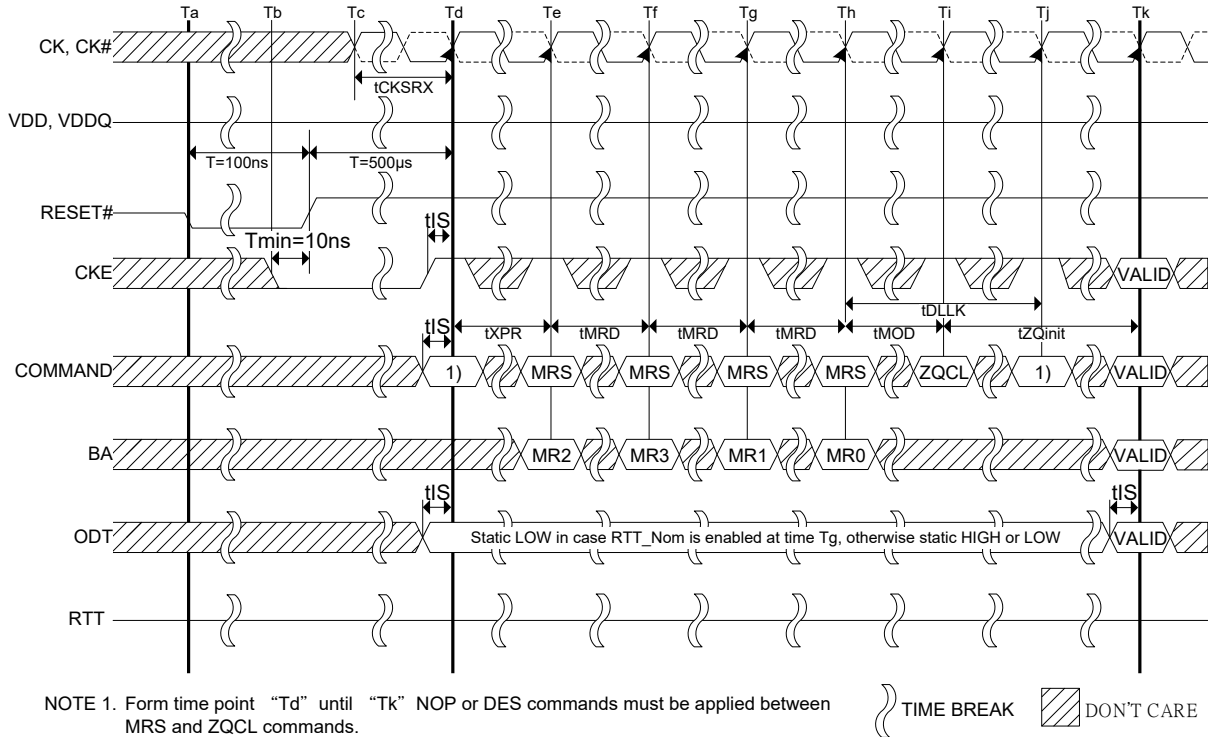 Ta Tb Tc Td Te Tf Tg Th Ti Tj Tk
CK, CK#
tCKSRX
VDD, VDDQ
T=100ns T=500µs
RESET#
tIS
Tmin=10ns
CKE VALID
tDLLK
tIS tXPR tMRD tMRD tMRD tMOD tZQinit
COMMAND 1) MRS MRS MRS MRS ZQCL 1) VALID
BA MR2 MR3 MR1 MR0 VALID
tIS tIS
ODT Static LOW in case RTT_Nom is enabled at time Tg, otherwise static HIGH or LOW VALID
RTT
NOTE 1. Form time point “Td” until “Tk” NOP or DES commands must be applied between
MRS and ZQCL commands.
TIME BREAK DON'T CARE